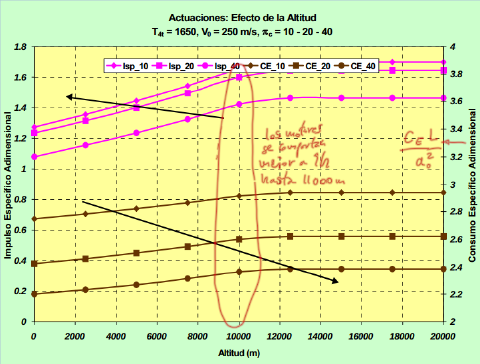 Actuaciones: Efecto de la Altitud
T4t = 1650, V0 = 250 m/s, πc = 10 - 20 - 40
Isp_10 Isp_20 Isp_40 CE_10 CE_20 CE_40
Impulso Específico Adimensional
1.8
1.6
1.4
1.2
1
0.8
0.6
0.4
0.2
0
Consumo Específico Adimensional
4
3.8
3.6
3.4
3.2
3
2.8
2.6
2.4
2.2
2
los motores
se
mejor a
hasta 11000m
CE L
a0²
0 2000 4000 6000 8000 10000 12000 14000 16000 18000 20000
Altitud (m)